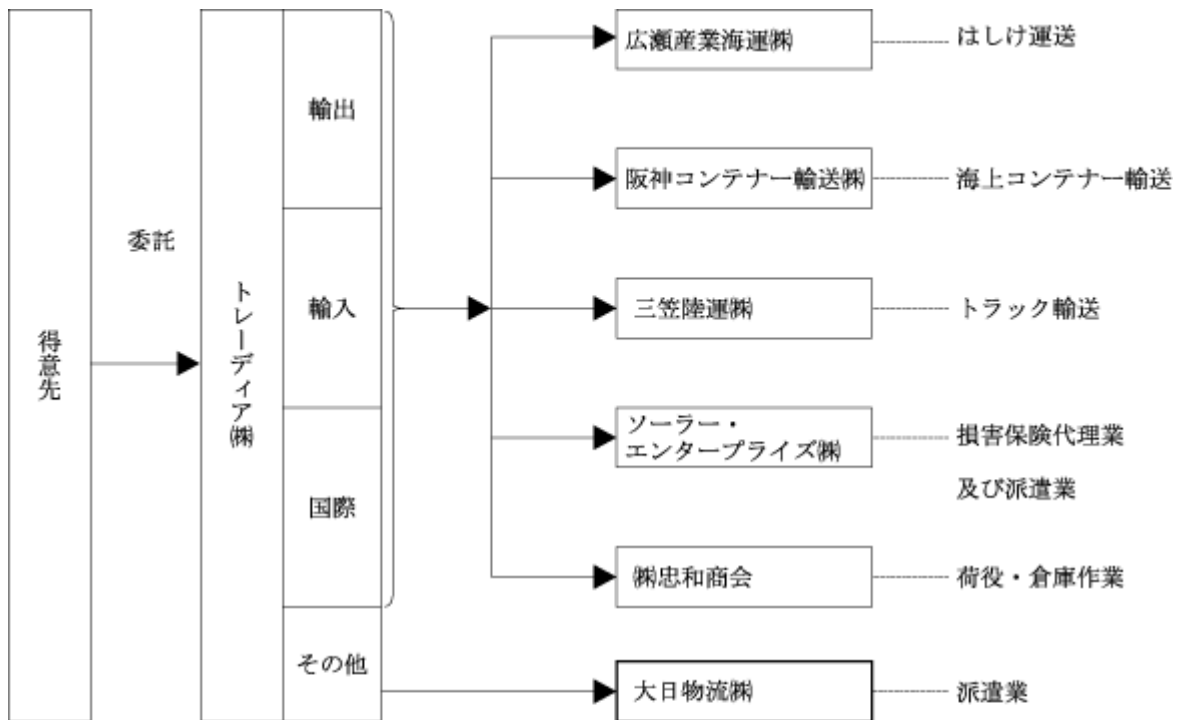 得意先
委託
トレーディア㈱
輸出
輸入
国際
その他
広瀬産業海運㈱
はしけ運送
阪神コンテナー輸送㈱
海上コンテナー輸送
三笠陸運㈱
トラック輸送
ソーラー・
エンタープライズ㈱
損害保険代理業
及び派遣業
㈱忠和商会
荷役・倉庫作業
大日物流㈱
派遣業